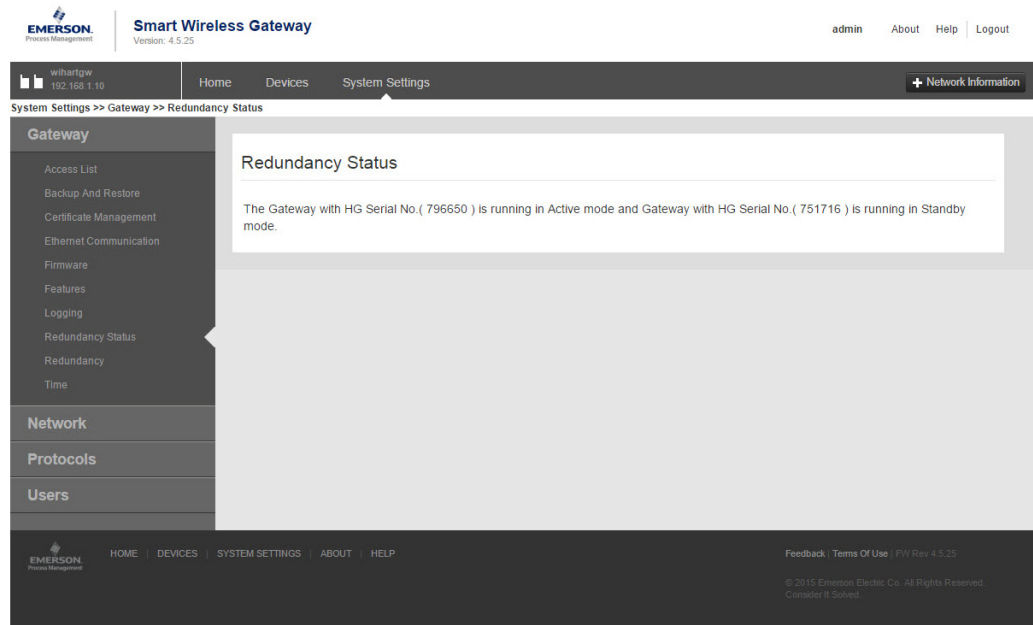 EMERSON.
Process Management
Smart Wireless Gateway
Version: 4.5.25
admin About Help Logout
wihartgw
192.168.1.10
Home Devices System Settings
+ Network Information
System Settings >> Gateway >> Redundancy Status
Gateway
Access List
Backup And Restore
Certificate Management
Ethernet Communication
Firmware
Features
Logging
Redundancy Status
Redundancy
Time
Network
Protocols
Users
Redundancy Status
The Gateway with HG Serial No.( 796650 ) is running in Active mode and Gateway with HG Serial No.( 751716 ) is running in Standby
mode.
EMERSON.
Process Management
HOME | DEVICES | SYSTEM SETTINGS | ABOUT | HELP
Feedback | Terms Of Use | FW Rev 4.5.25
© 2015 Emerson Electric Co. All Rights Reserved.
Consider It Solved.